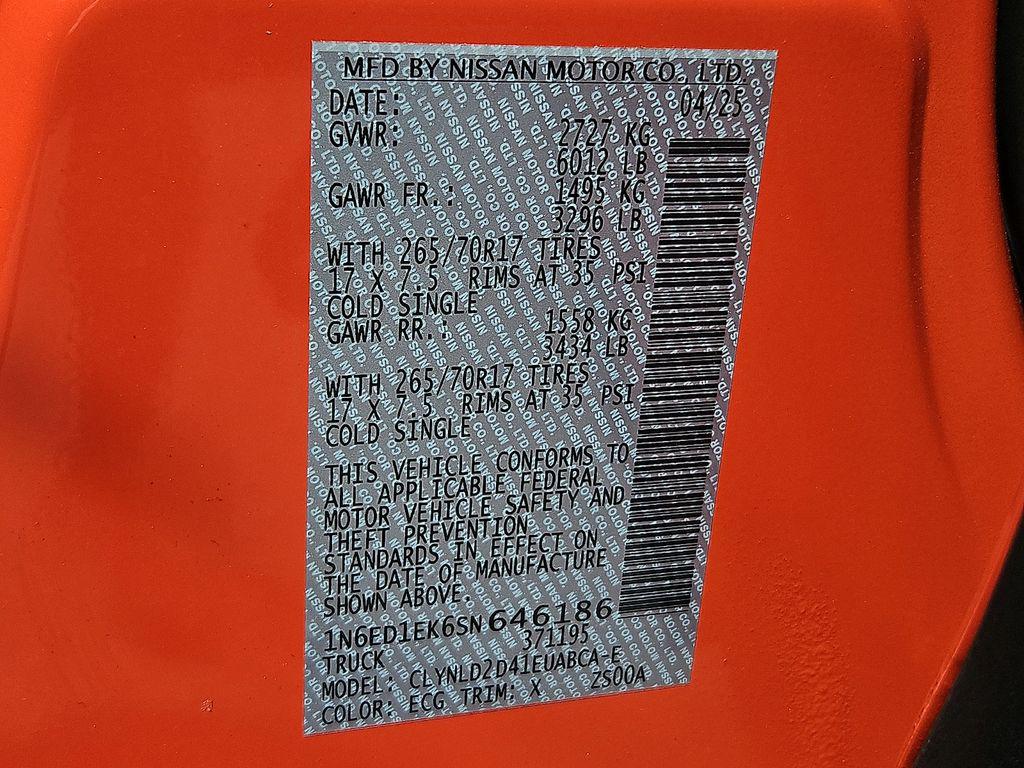 MFD BY NISSAN MOTOR CO., LTD.
DATE: 04/25
GVWR: 2727 KG
6012 LB
GAWR FR.: 1495 KG
3296 LB
WITH 265/70R17 TIRES
17 X 7.5 RIMS AT 35 PSI
COLD SINGLE
GAWR RR.: 1558 KG
3434 LB
WITH 265/70R17 TIRES
17 X 7.5 RIMS AT 35 PSI
COLD SINGLE
THIS VEHICLE CONFORMS TO
ALL APPLICABLE FEDERAL
MOTOR VEHICLE SAFETY AND
THEFT PREVENTION
STANDARDS IN EFFECT ON
THE DATE OF MANUFACTURE
SHOWN ABOVE.
1N6ED1EK6SN646186
TRUCK 371195
MODEL: CLYNLD2D41EUABCA-E
COLOR: ECG TRIM: X 2S00A